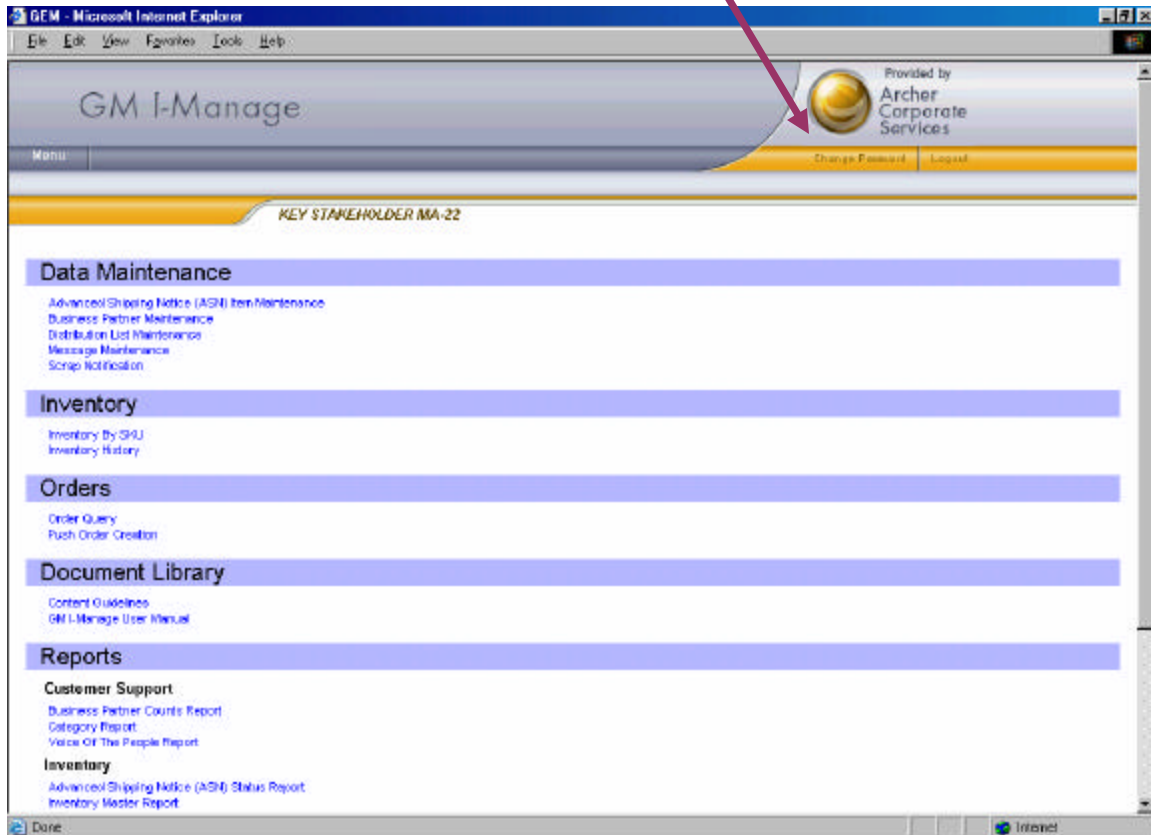 GEM - Microsoft Internet Explorer
File Edit View Favorites Tools Help
GM I-Manage
Provided by
Archer
Corporate
Services
Menu
Change Password Logout
KEY STAKEHOLDER MA-22
Data Maintenance
Advanced Shipping Notice (ASN) Item Maintenance
Business Partner Maintenance
Distribution List Maintenance
Message Maintenance
Scrap Notification
Inventory
Inventory By SKU
Inventory History
Orders
Order Query
Push Order Creation
Document Library
Content Guidelines
GM I-Manage User Manual
Reports
Customer Support
Business Partner Counts Report
Category Report
Voice Of The People Report
Inventory
Advanced Shipping Notice (ASN) Status Report
Inventory Master Report
Done Internet